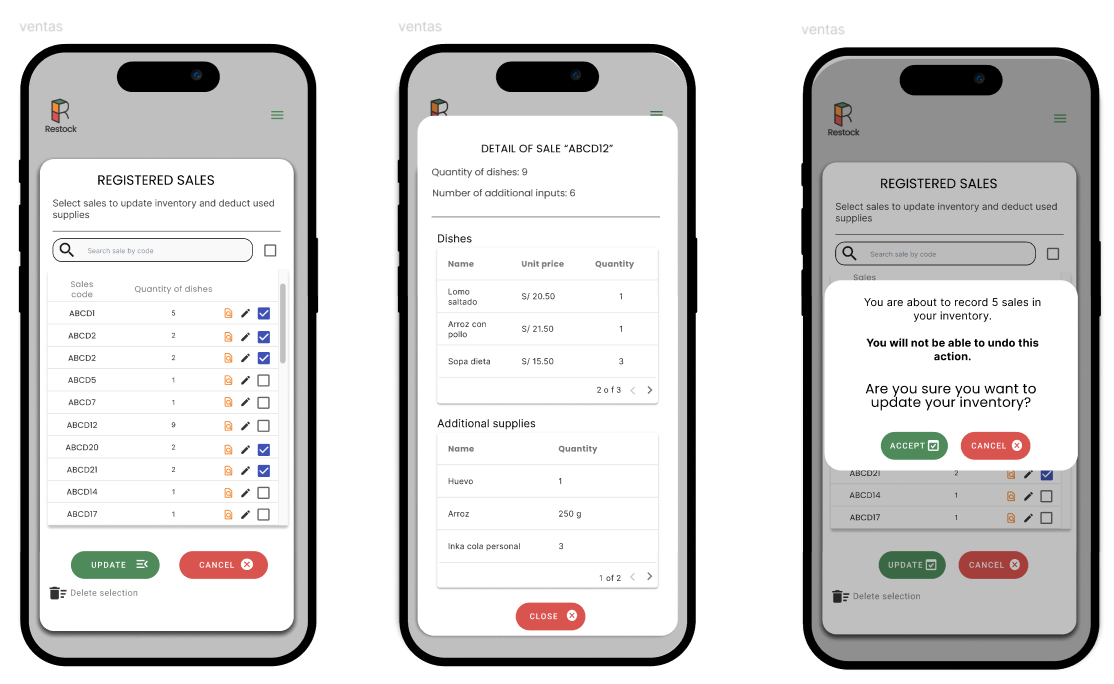 ventas
Restock
REGISTERED SALES
Select sales to update inventory and deduct used
supplies
Search sale by code
Sales
code
Quantity of dishes
ABCD1 5
ABCD2 2
ABCD2 2
ABCD5 1
ABCD7 1
ABCD12 9
ABCD20 2
ABCD21 2
ABCD14 1
ABCD17 1
UPDATE CANCEL
Delete selection
ventas
DETAIL OF SALE “ABCD12”
Quantity of dishes: 9
Number of additional inputs: 6
Dishes
Name Unit price Quantity
Lomo
saltado
S/ 20.50 1
Arroz con
pollo
S/ 21.50 1
Sopa dieta S/ 15.50 3
2 of 3
Additional supplies
Name Quantity
Huevo 1
Arroz 250 g
Inka cola personal 3
1 of 2
CLOSE
ventas
Restock
REGISTERED SALES
Select sales to update inventory and deduct used
supplies
Search sale by code
Sales
You are about to record 5 sales in
your inventory.
You will not be able to undo this
action.
Are you sure you want to
update your inventory?
ACCEPT CANCEL
ABCD21 2
ABCD14 1
ABCD17 1
UPDATE CANCEL
Delete selection